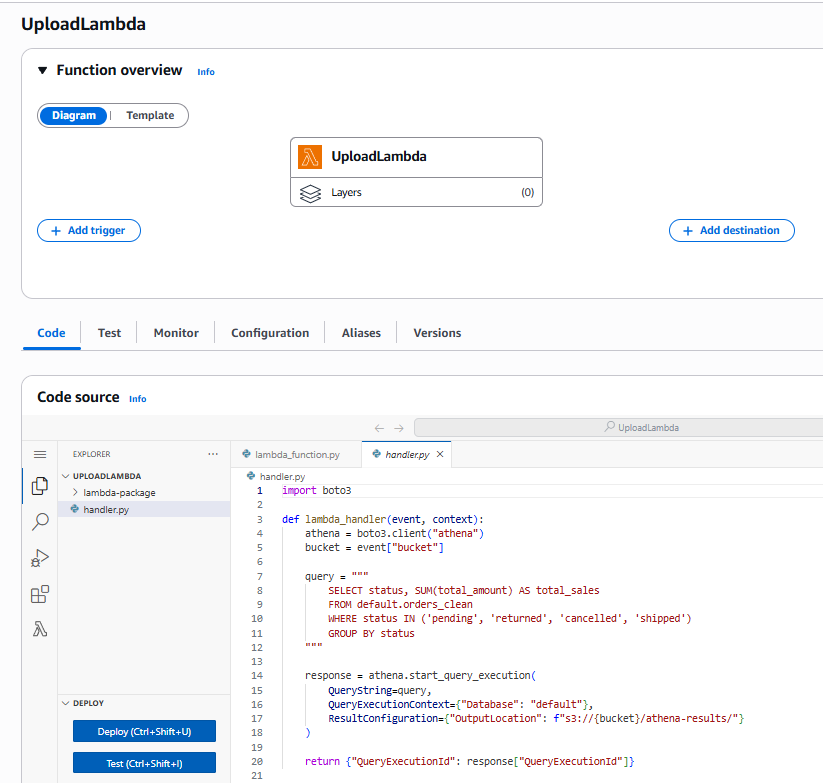 UploadLambda
Function overview Info
Diagram Template
UploadLambda
Layers (0)
+ Add trigger
+ Add destination
Code Test Monitor Configuration Aliases Versions
Code source Info
UploadLambda
EXPLORER ...
lambda_function.py handler.py
UPLOADLAMBDA
lambda-package
handler.py
handler.py
1 import boto3
2
3 def lambda_handler(event, context):
4     athena = boto3.client("athena")
5     bucket = event["bucket"]
6
7     query = """
8         SELECT status, SUM(total_amount) AS total_sales
9         FROM default.orders_clean
10         WHERE status IN ('pending', 'returned', 'cancelled', 'shipped')
11         GROUP BY status
12     """
13
14     response = athena.start_query_execution(
15         QueryString=query,
16         QueryExecutionContext={"Database": "default"},
17         ResultConfiguration={"OutputLocation": f"s3://{bucket}/athena-results/"}
18     )
19
20     return {"QueryExecutionId": response["QueryExecutionId"]}
21
DEPLOY
Deploy (Ctrl+Shift+U)
Test (Ctrl+Shift+I)